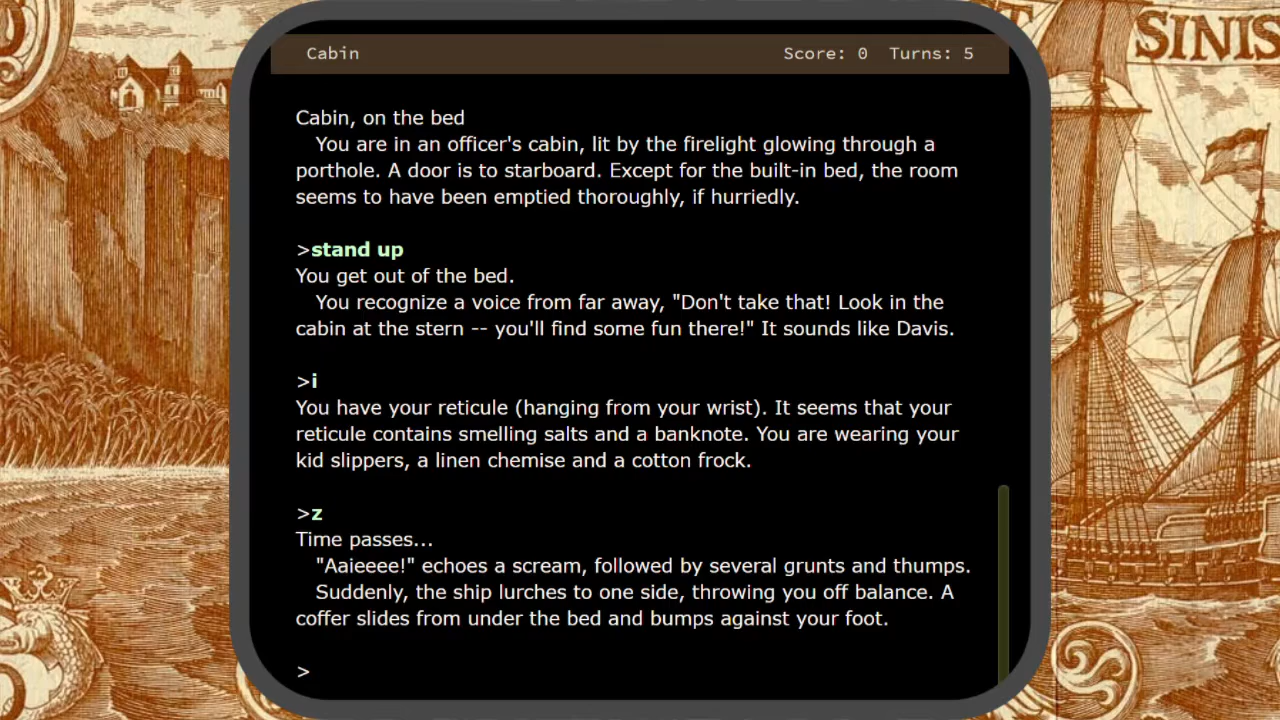 SINIS
Cabin Score: 0 Turns: 5
Cabin, on the bed
You are in an officer's cabin, lit by the firelight glowing through a
porthole. A door is to starboard. Except for the built-in bed, the room
seems to have been emptied thoroughly, if hurriedly.
>stand up
You get out of the bed.
You recognize a voice from far away, "Don't take that! Look in the
cabin at the stern -- you'll find some fun there!" It sounds like Davis.
>i
You have your reticule (hanging from your wrist). It seems that your
reticule contains smelling salts and a banknote. You are wearing your
kid slippers, a linen chemise and a cotton frock.
>z
Time passes...
"Aaieeee!" echoes a scream, followed by several grunts and thumps.
Suddenly, the ship lurches to one side, throwing you off balance. A
coffer slides from under the bed and bumps against your foot.
>